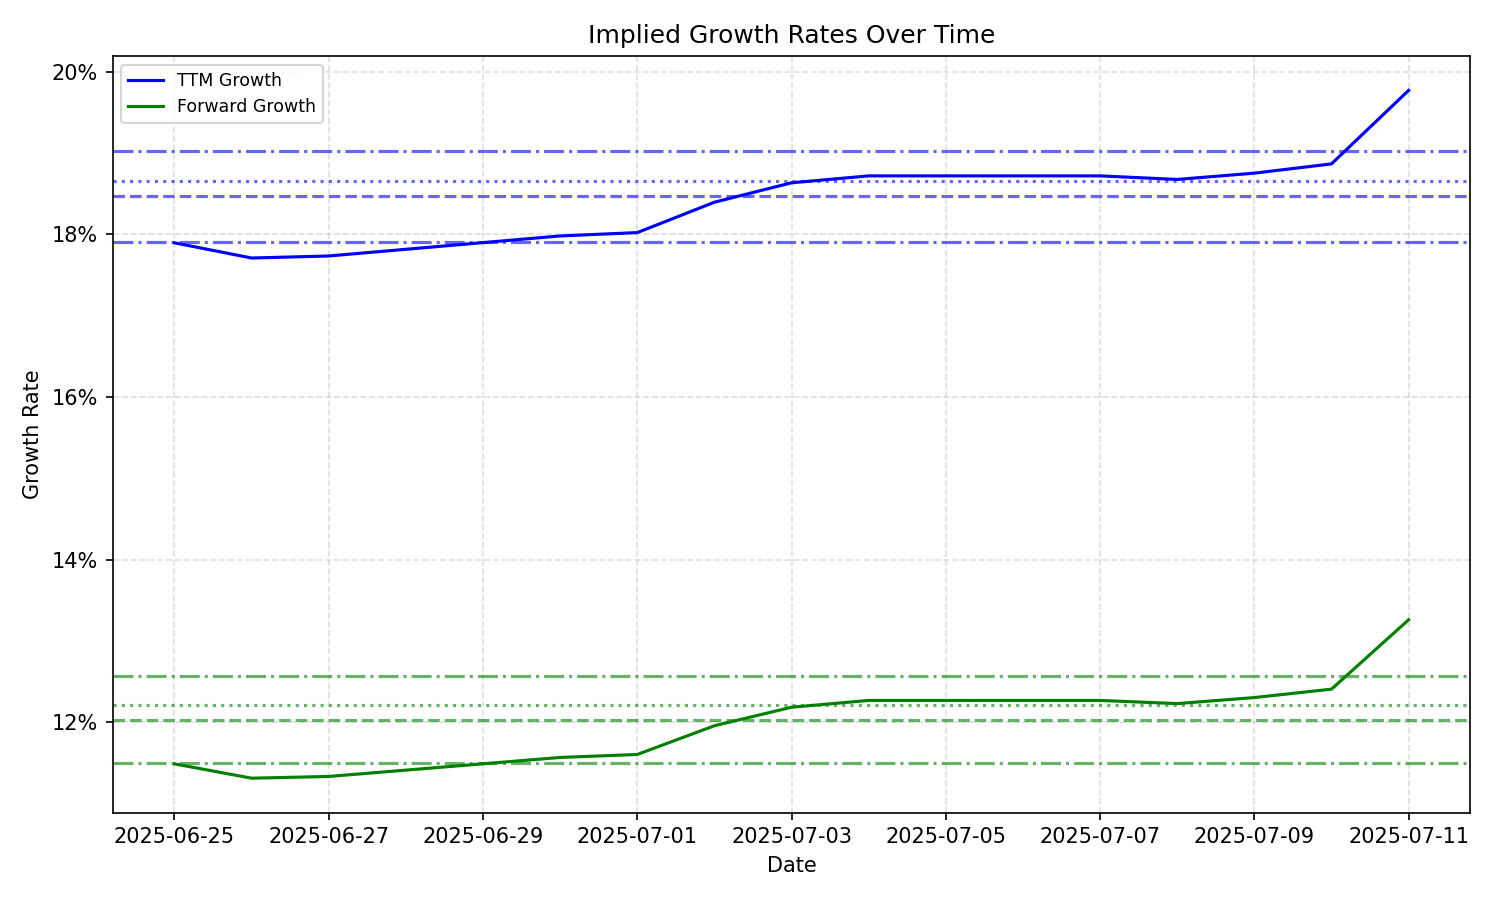 Implied Growth Rates Over Time
TTM Growth
Forward Growth
Growth Rate
20%
18%
16%
14%
12%
2025-06-25 2025-06-27 2025-06-29 2025-07-01 2025-07-03 2025-07-05 2025-07-07 2025-07-09 2025-07-11
Date